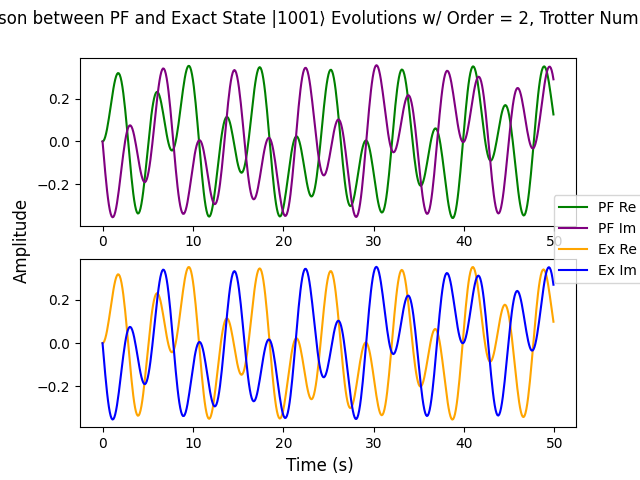 son between PF and Exact State |1001⟩ Evolutions w/ Order = 2, Trotter Num
0.2
0.0
−0.2
0 10 20 30 40 50
PF Re
PF Im
Ex Re
Ex Im
Amplitude
0.2
0.0
−0.2
0 10 20 30 40 50
Time (s)